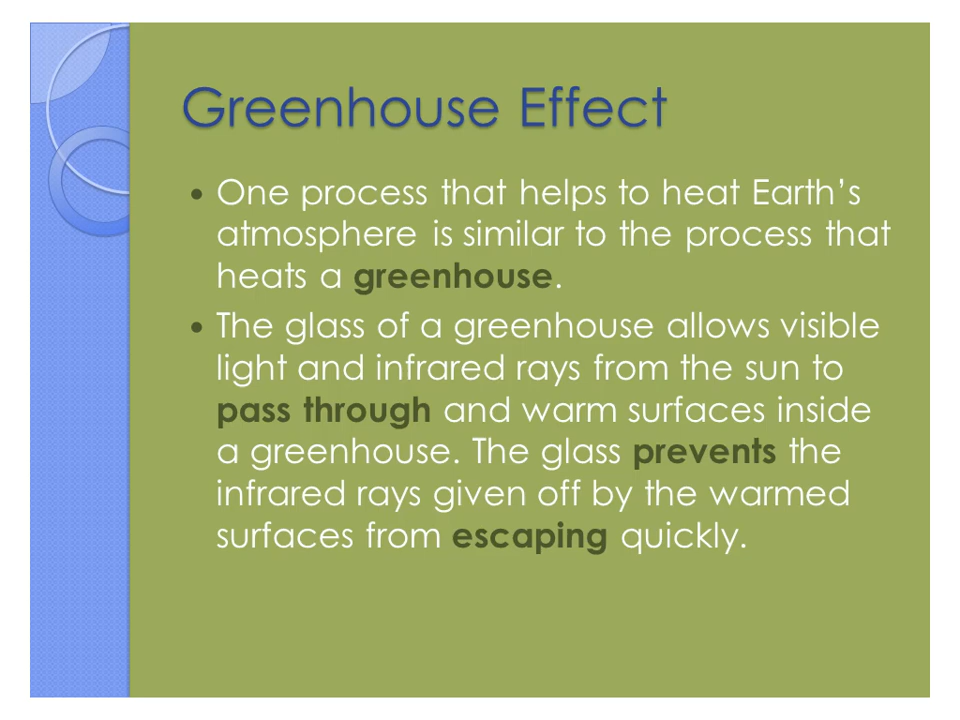 Greenhouse Effect
• One process that helps to heat Earth’s
atmosphere is similar to the process that
heats a greenhouse.
• The glass of a greenhouse allows visible
light and infrared rays from the sun to
pass through and warm surfaces inside
a greenhouse. The glass prevents the
infrared rays given off by the warmed
surfaces from escaping quickly.